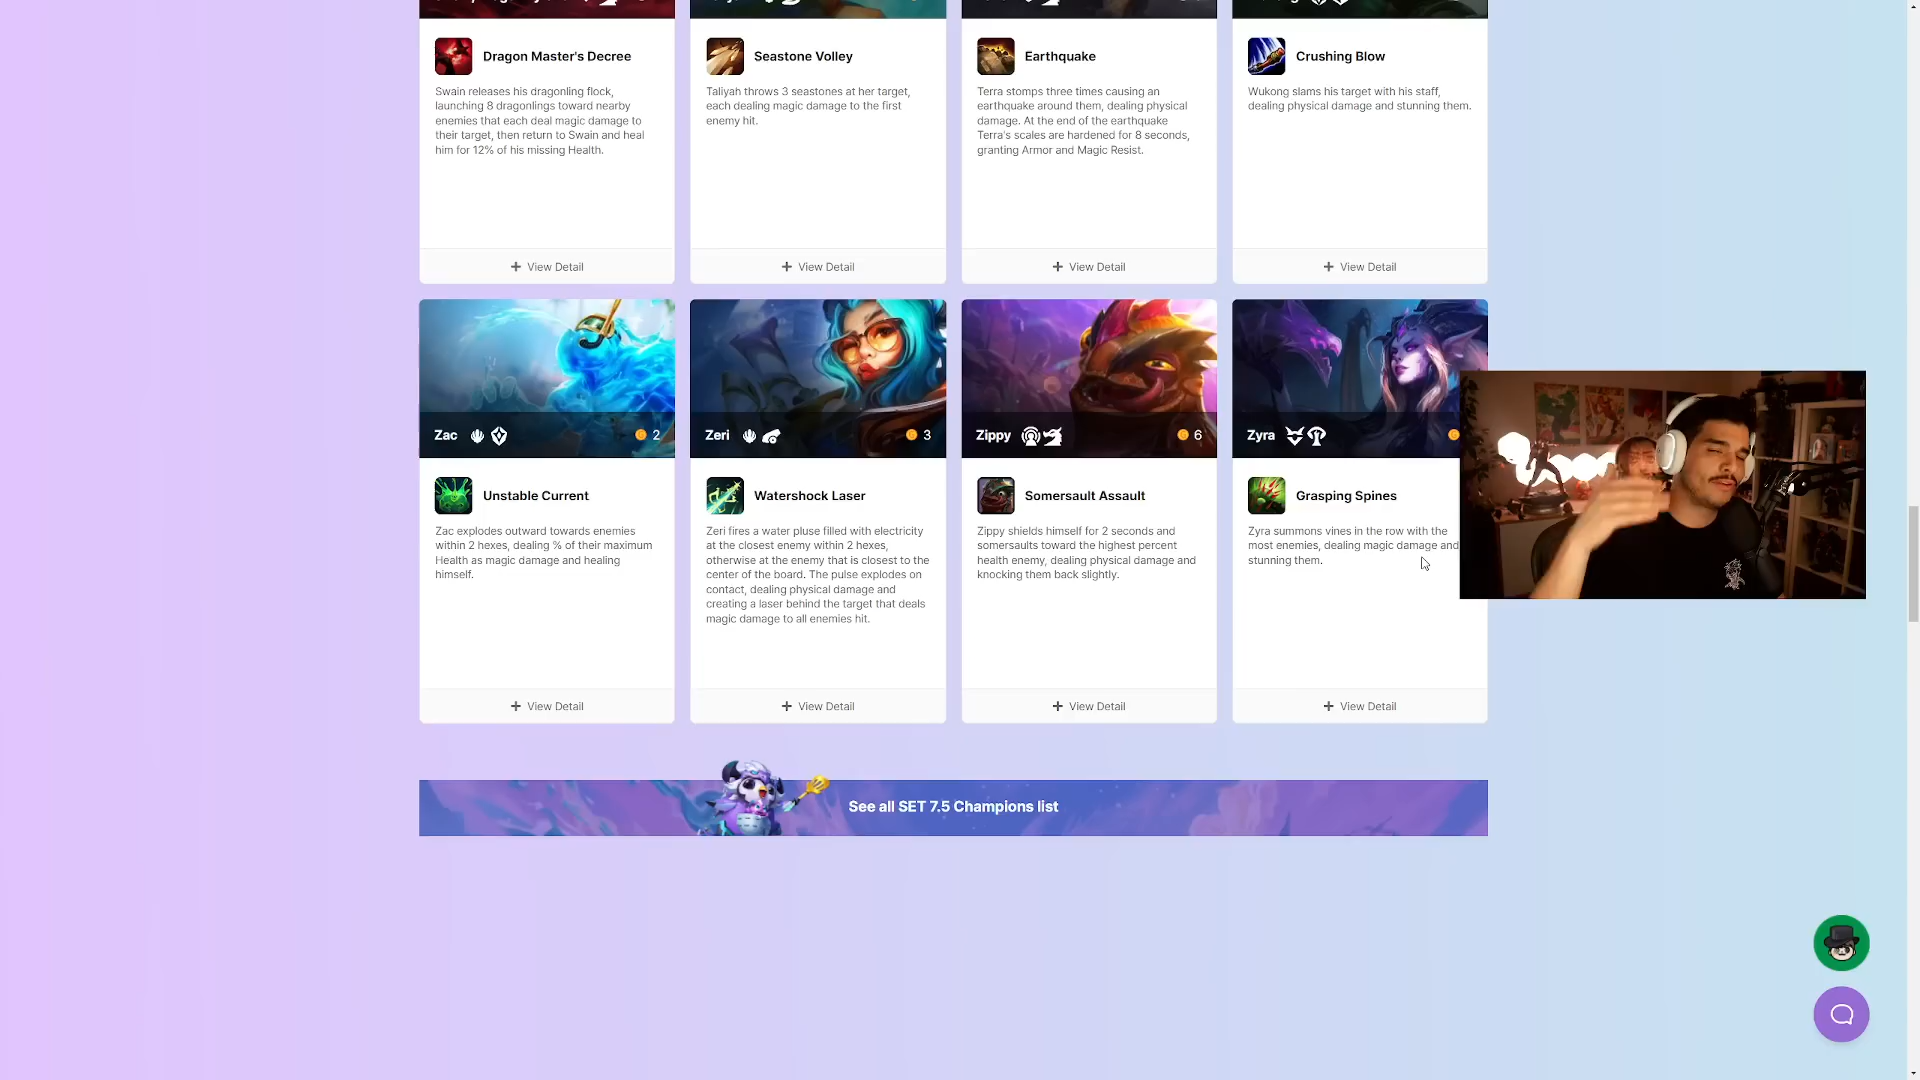 Dragon Master's Decree
Swain releases his dragonling flock,
launching 8 dragonlings toward nearby
enemies that each deal magic damage to
their target, then return to Swain and heal
him for 12% of his missing Health.
+ View Detail
Seastone Volley
Taliyah throws 3 seastones at her target,
each dealing magic damage to the first
enemy hit.
+ View Detail
Earthquake
Terra stomps three times causing an
earthquake around them, dealing physical
damage. At the end of the earthquake
Terra's scales are hardened for 8 seconds,
granting Armor and Magic Resist.
+ View Detail
Crushing Blow
Wukong slams his target with his staff,
dealing physical damage and stunning them.
+ View Detail
Zac 2
Unstable Current
Zac explodes outward towards enemies
within 2 hexes, dealing % of their maximum
Health as magic damage and healing
himself.
+ View Detail
Zeri 3
Watershock Laser
Zeri fires a water pluse filled with electricity
at the closest enemy within 2 hexes,
otherwise at the enemy that is closest to the
center of the board. The pulse explodes on
contact, dealing physical damage and
creating a laser behind the target that deals
magic damage to all enemies hit.
+ View Detail
Zippy 6
Somersault Assault
Zippy shields himself for 2 seconds and
somersaults toward the highest percent
health enemy, dealing physical damage and
knocking them back slightly.
+ View Detail
Zyra
Grasping Spines
Zyra summons vines in the row with the
most enemies, dealing magic damage and
stunning them.
+ View Detail
See all SET 7.5 Champions list